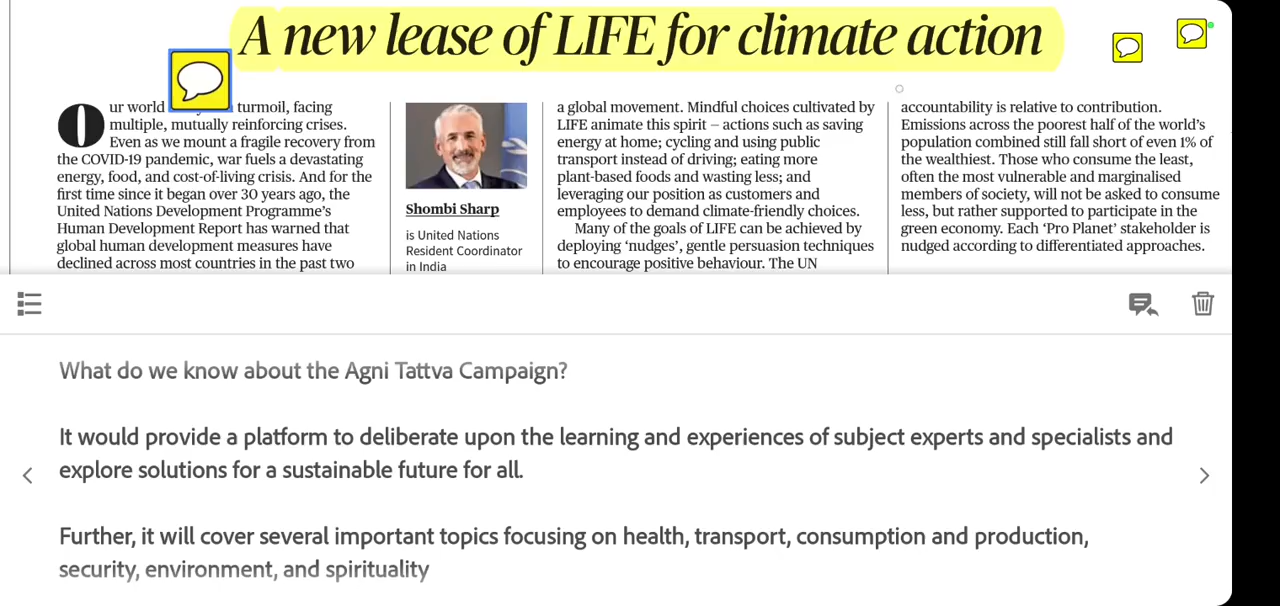 A new lease of LIFE for climate action
Our world turmoil, facing
multiple, mutually reinforcing crises.
Even as we mount a fragile recovery from
the COVID-19 pandemic, war fuels a devastating
energy, food, and cost-of-living crisis. And for the
first time since it began over 30 years ago, the
United Nations Development Programme's
Human Development Report has warned that
global human development measures have
declined across most countries in the past two
Shombi Sharp
is United Nations
Resident Coordinator
in India
a global movement. Mindful choices cultivated by
LIFE animate this spirit — actions such as saving
energy at home; cycling and using public
transport instead of driving; eating more
plant-based foods and wasting less; and
leveraging our position as customers and
employees to demand climate-friendly choices.
Many of the goals of LIFE can be achieved by
deploying 'nudges', gentle persuasion techniques
to encourage positive behaviour. The UN
accountability is relative to contribution.
Emissions across the poorest half of the world's
population combined still fall short of even 1% of
the wealthiest. Those who consume the least,
often the most vulnerable and marginalised
members of society, will not be asked to consume
less, but rather supported to participate in the
green economy. Each 'Pro Planet' stakeholder is
nudged according to differentiated approaches.
What do we know about the Agni Tattva Campaign?
It would provide a platform to deliberate upon the learning and experiences of subject experts and specialists and
explore solutions for a sustainable future for all.
Further, it will cover several important topics focusing on health, transport, consumption and production,
security, environment, and spirituality